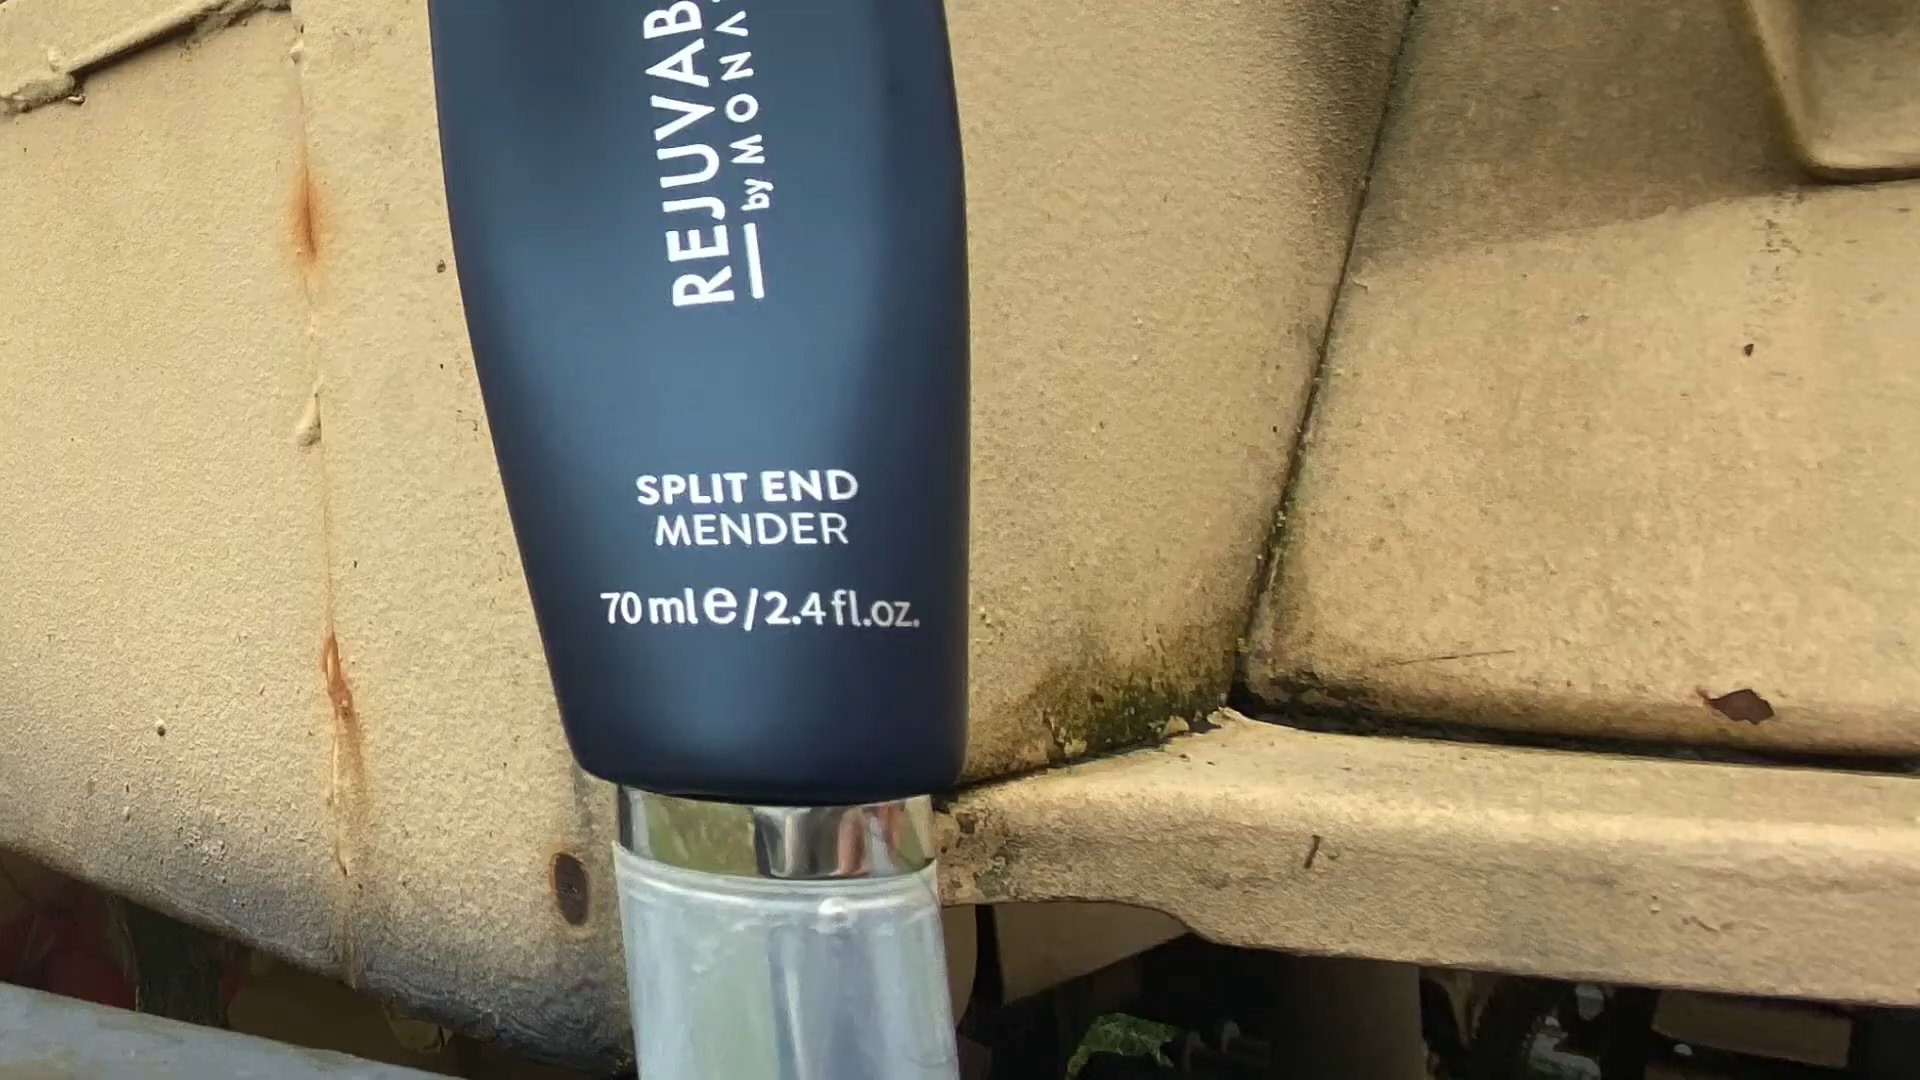 REJUVAB
by MONA
SPLIT END
MENDER
70 ml e / 2.4 fl.oz.